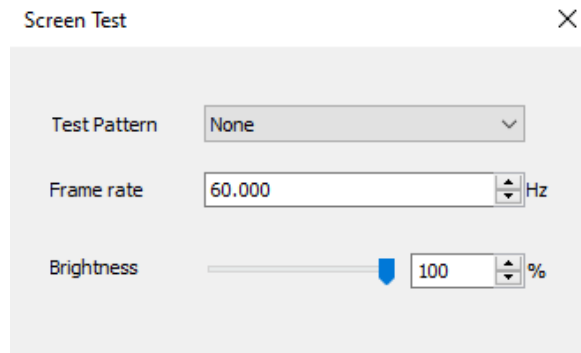 Screen Test
Test Pattern None
Frame rate 60.000 Hz
Brightness 100 %